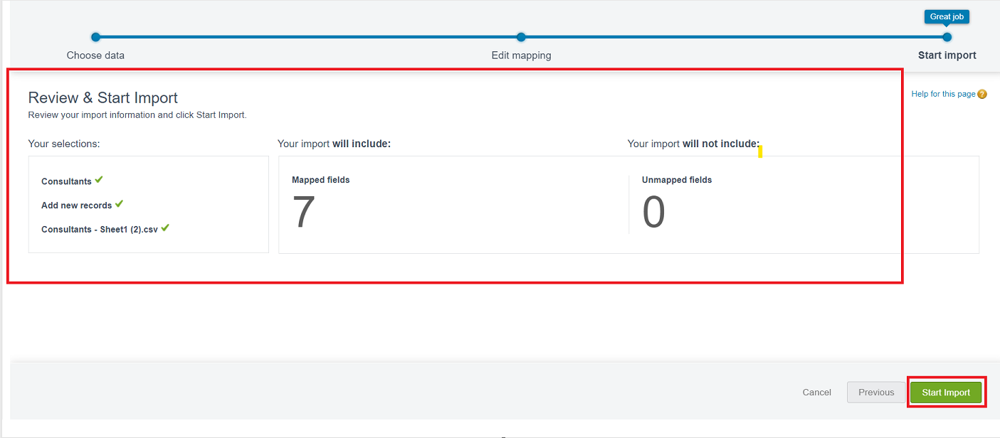 Great job
Choose data
Edit mapping
Start import
Review & Start Import
Help for this page ?
Review your import information and click Start Import.
Your selections:
Your import will include:
Your import will not include:
Consultants
Mapped fields
Unmapped fields
7
0
Add new records
Consultants - Sheet1 (2).csv
Cancel
Previous
Start Import